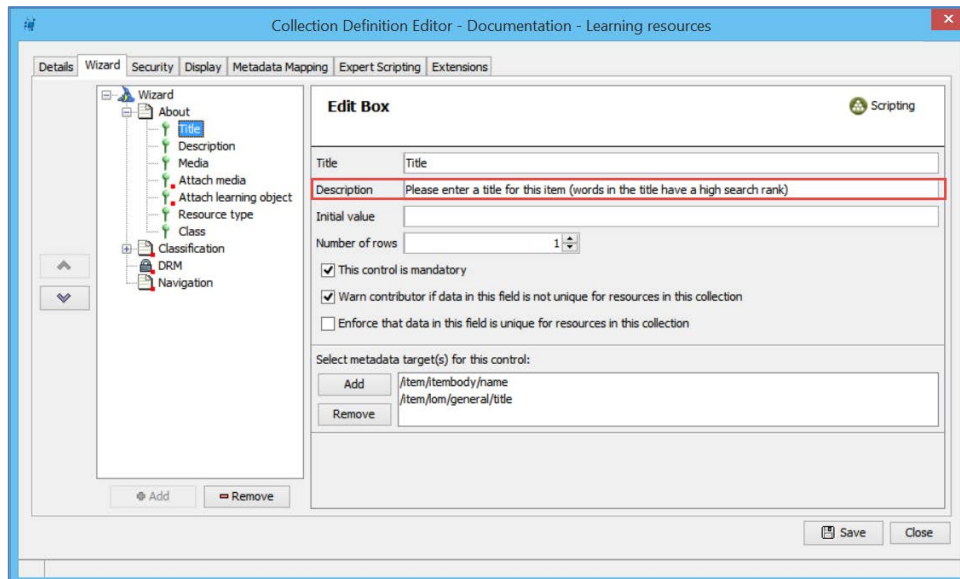 Collection Definition Editor - Documentation - Learning resources
Details Wizard Security Display Metadata Mapping Expert Scripting Extensions
Wizard
About
Title
Description
Media
Attach media
Attach learning object
Resource type
Class
Classification
DRM
Navigation
Add Remove
Edit Box Scripting
Title Title
Description Please enter a title for this item (words in the title have a high search rank)
Initial value
Number of rows 1
This control is mandatory
Warn contributor if data in this field is not unique for resources in this collection
Enforce that data in this field is unique for resources in this collection
Select metadata target(s) for this control:
Add /item/itembody/name
/item/lom/general/title
Remove
Save Close